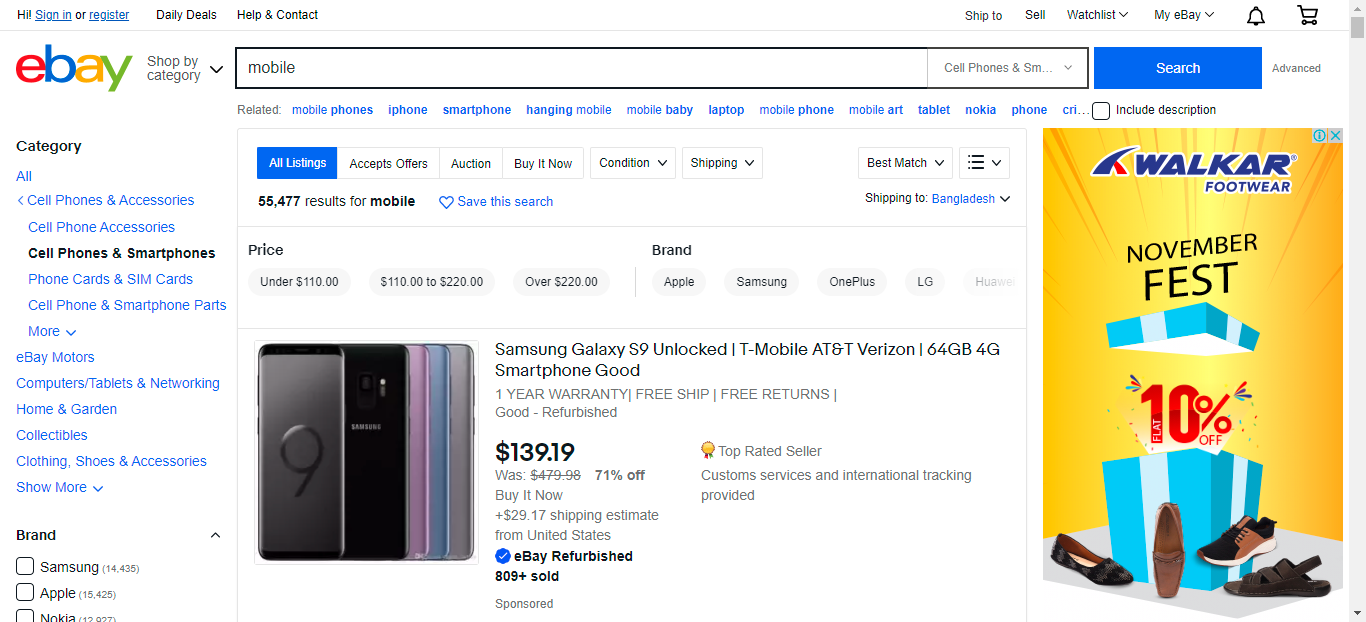 Hi! Sign in or register Daily Deals Help & Contact Ship to Sell Watchlist My eBay
ebay
Shop by category
mobile
Cell Phones & Sm...
Search
Advanced
Related: mobile phones iphone smartphone hanging mobile mobile baby laptop mobile phone mobile art tablet nokia phone cri...
Include description
Category
All
Cell Phones & Accessories
Cell Phone Accessories
Cell Phones & Smartphones
Phone Cards & SIM Cards
Cell Phone & Smartphone Parts
More
eBay Motors
Computers/Tablets & Networking
Home & Garden
Collectibles
Clothing, Shoes & Accessories
Show More
Brand
Samsung (14,435)
Apple (15,425)
Nokia (12,927)
All Listings Accepts Offers Auction Buy It Now Condition Shipping Best Match
55,477 results for mobile Save this search Shipping to: Bangladesh
Price
Under $110.00 $110.00 to $220.00 Over $220.00
Brand
Apple Samsung OnePlus LG Huawei
SAMSUNG
9
Samsung Galaxy S9 Unlocked | T-Mobile AT&T Verizon | 64GB 4G
Smartphone Good
1 YEAR WARRANTY| FREE SHIP | FREE RETURNS |
Good - Refurbished
$139.19
Was: $479.98 71% off
Buy It Now
+$29.17 shipping estimate
from United States
eBay Refurbished
809+ sold
Sponsored
Top Rated Seller
Customs services and international tracking
provided
WALKAR®
FOOTWEAR
NOVEMBER
FEST
FLAT 10% OFF